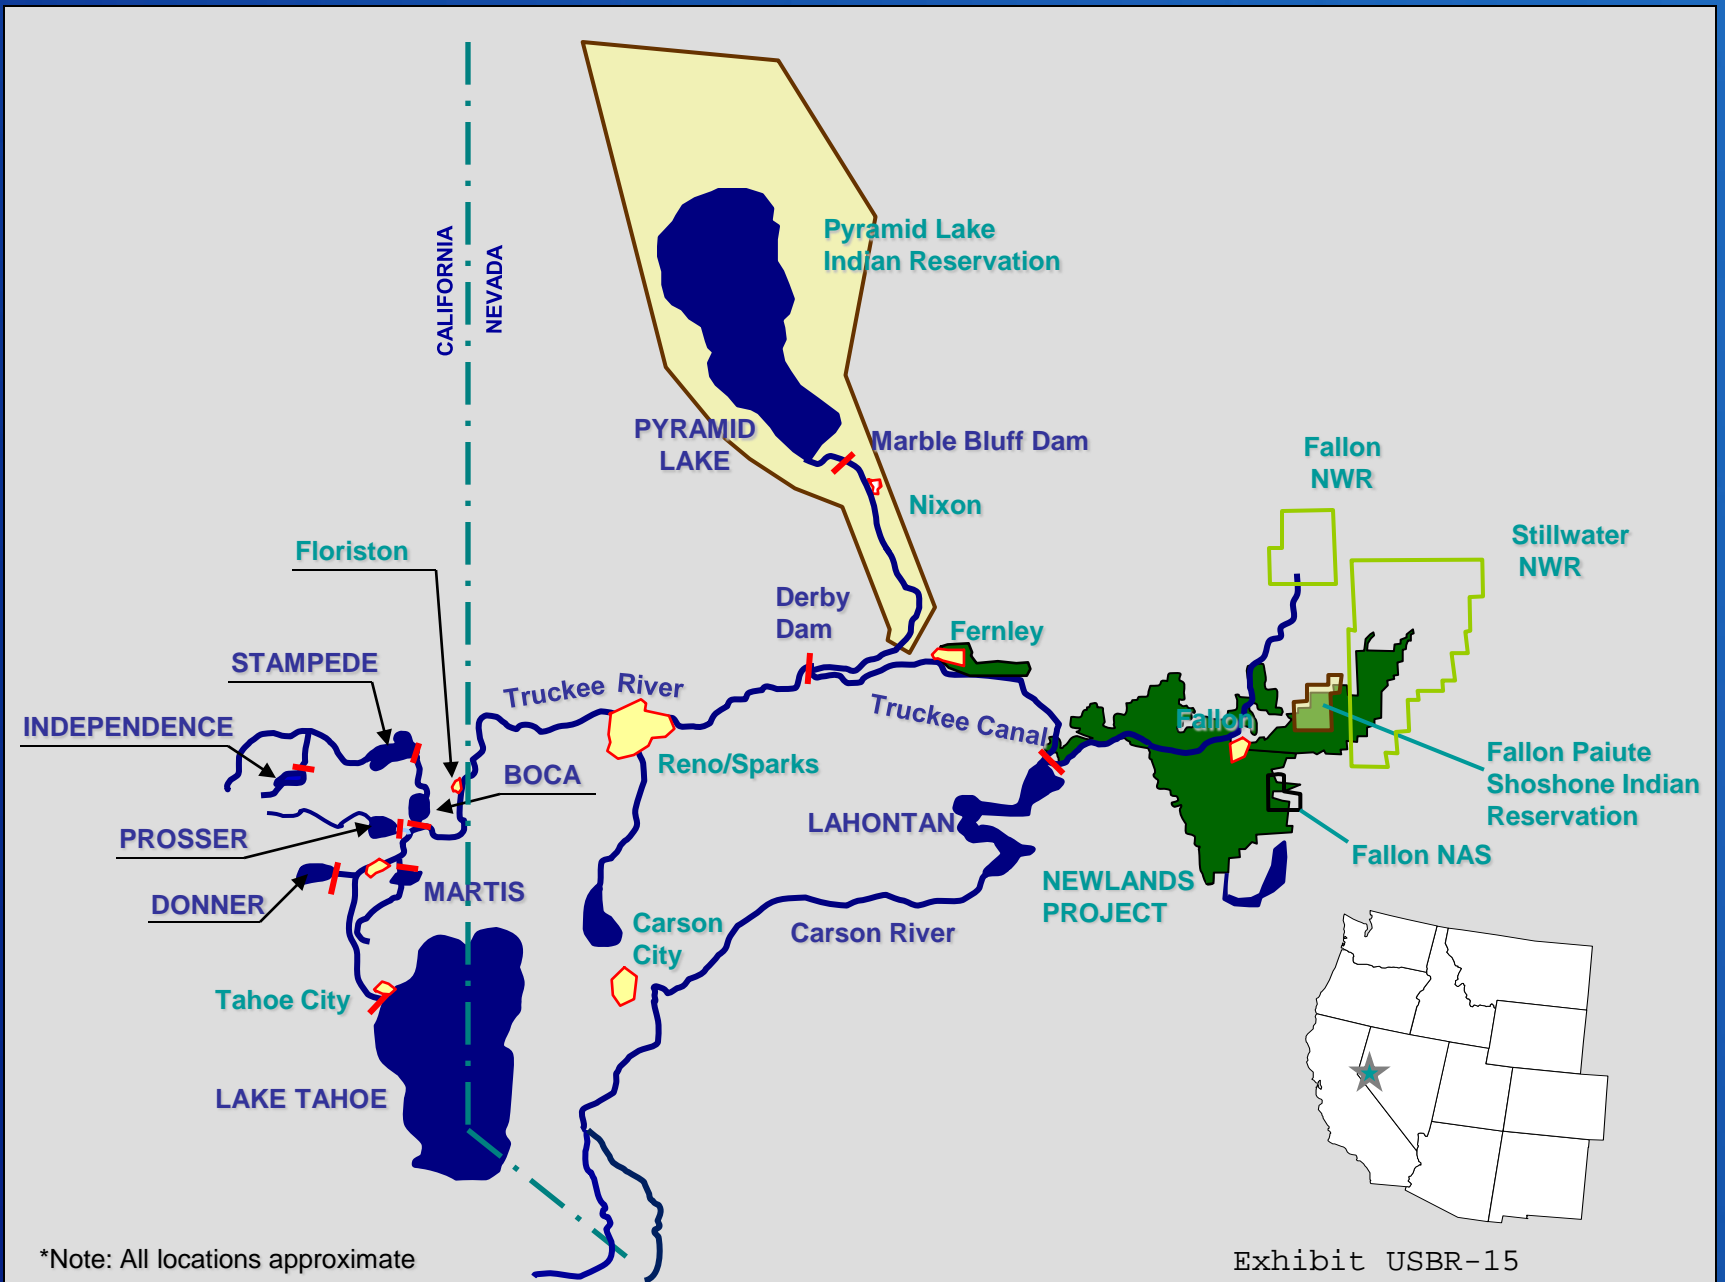 CALIFORNIA
NEVADA
Pyramid Lake
Indian Reservation
PYRAMID
LAKE
Marble Bluff Dam
Nixon
Fallon
NWR
Stillwater
NWR
Floriston
Derby
Dam
Fernley
STAMPEDE
Truckee River
INDEPENDENCE
Truckee Canal
Fallon
Reno/Sparks
BOCA
Fallon Paiute
Shoshone Indian
Reservation
PROSSER
LAHONTAN
Fallon NAS
DONNER
MARTIS
NEWLANDS
PROJECT
Carson
City
Carson River
Tahoe City
LAKE TAHOE
*Note: All locations approximate
Exhibit USBR-15